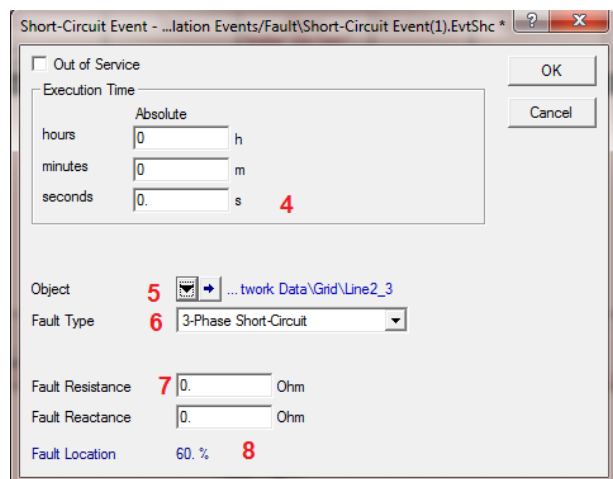 Short-Circuit Event - ...lation Events/Fault\Short-Circuit Event(1).EvtShc * ? X
Out of Service
OK
Execution Time
Cancel
Absolute
hours 0 h
minutes 0 m
seconds 0. s 4
Object 5 ... twork Data\Grid\Line2_3
Fault Type 6 3-Phase Short-Circuit
Fault Resistance 7 0. Ohm
Fault Reactance 0. Ohm
Fault Location 60. % 8